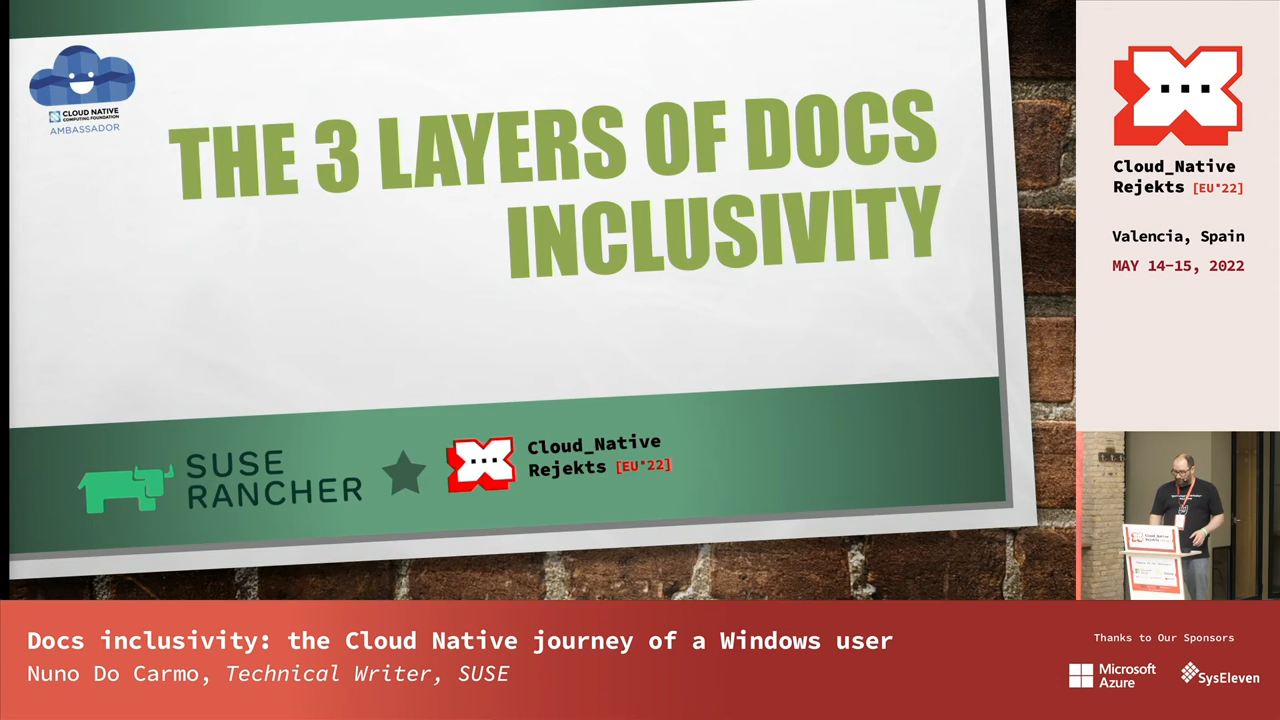 CLOUD NATIVE
COMPUTING FOUNDATION
AMBASSADOR
THE 3 LAYERS OF DOCS
INCLUSIVITY
SUSE
RANCHER
Cloud_Native
Rejekts [EU'22]
Cloud_Native
Rejekts [EU'22]
Valencia, Spain
MAY 14-15, 2022
Docs inclusivity: the Cloud Native journey of a Windows user
Nuno Do Carmo, Technical Writer, SUSE
Thanks to Our Sponsors
Microsoft
Azure
SysEleven